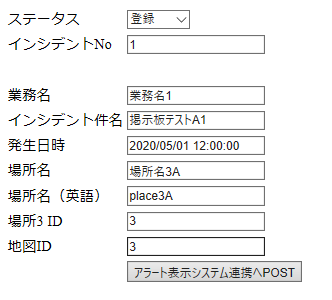 ステータス 登録
インシデントNo 1
業務名 業務名1
インシデント件名 掲示板テストA1
発生日時 2020/05/01 12:00:00
場所名 場所名3A
場所名（英語） place3A
場所3 ID 3
地図ID 3
アラート表示システム連携へPOST